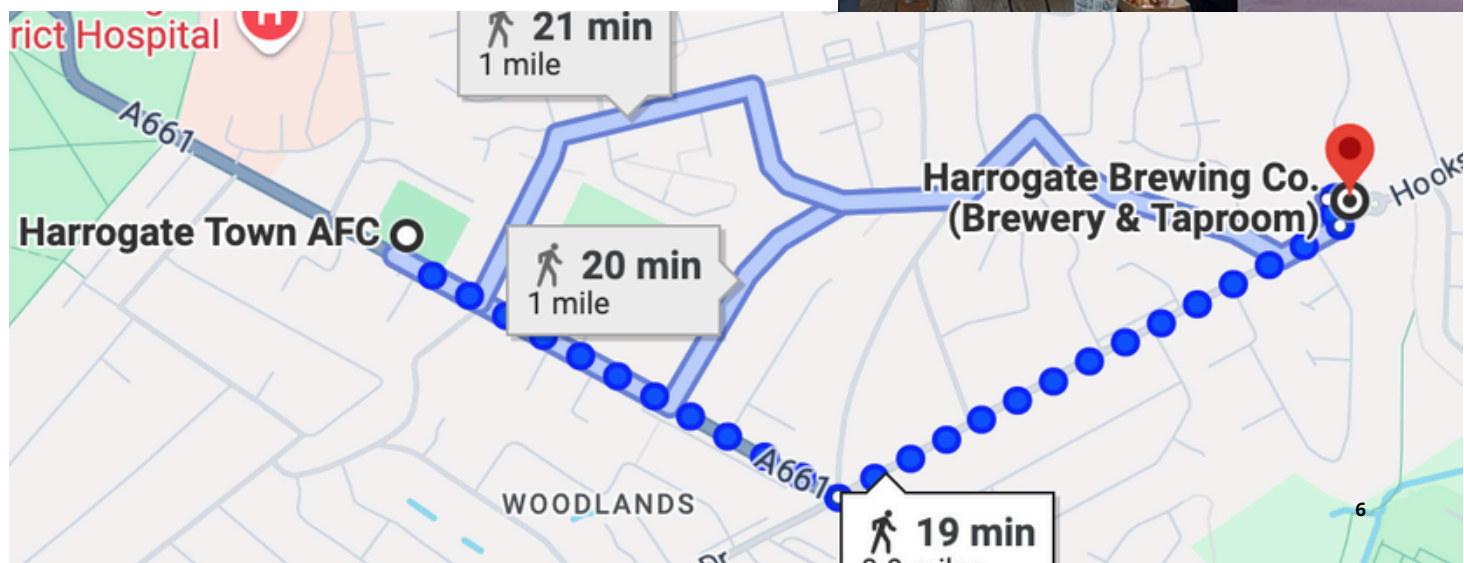 rict Hospital
21 min
1 mile
A661
Harrogate Town AFC
20 min
1 mile
Harrogate Brewing Co.
(Brewery & Taproom)
Hooks
A661
WOODLANDS
Dr
19 min
6